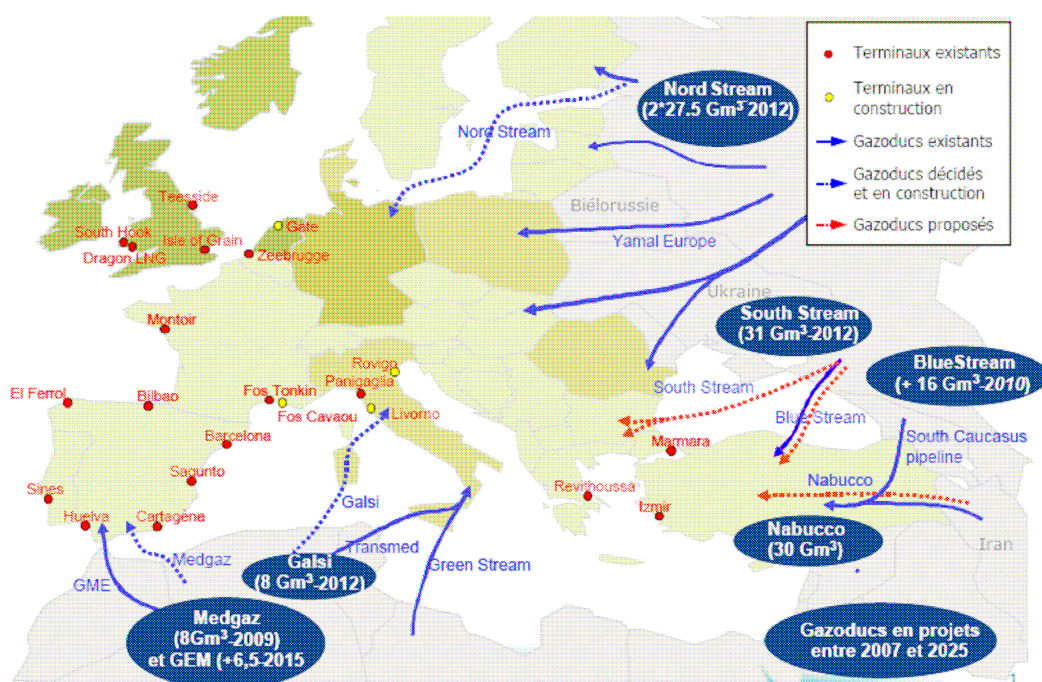 Terminaux existants
Terminaux en
construction
Gazoducs existants
Gazoducs décidés
et en construction
Gazoducs proposés
Nord Stream
(2*27.5 Gm³-2012)
Nord Stream
Biélorussie
Yamal Europe
Ukraine
Teesside
South Hook
Isle of Grain
Dragon LNG
Gate
Zeebrugge
Montoir
South Stream
(31 Gm³-2012)
BlueStream
(+ 16 Gm³-2010)
South Stream
Blue Stream
South Caucasus
pipeline
Rovigo
Panigaglia
Fos Tonkin
Fos Cavaou
Livorno
El Ferrol
Bilbao
Barcelona
Sagunto
Sines
Huelva
Cartagène
Marmara
Revithoussa
Izmir
Nabucco
Nabucco
(30 Gm³)
Iran
Galsi
Transmed
Green Stream
Medgaz
GME
Galsi
(8 Gm³-2012)
Medgaz
(8Gm³-2009)
et GEM (+6,5-2015
Gazoducs en projets
entre 2007 et 2025
1